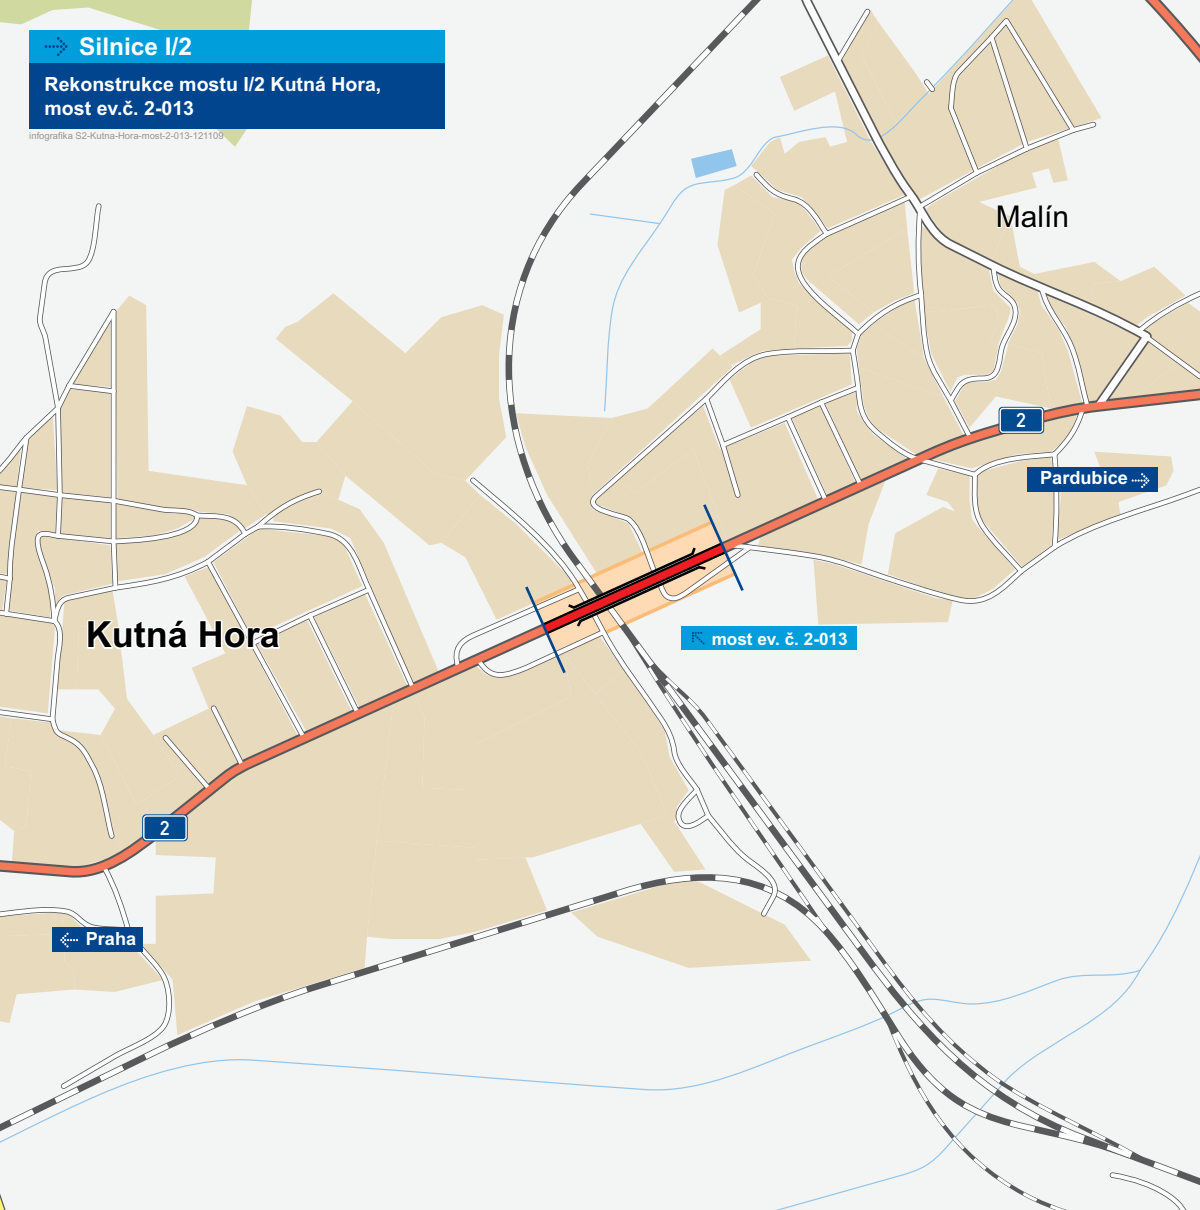 Silnice I/2
Rekonstrukce mostu I/2 Kutná Hora,
most ev.č. 2-013
infografika S2-Kutna-Hora-most-2-013-121109
Malín
2
Pardubice
Kutná Hora
most ev. č. 2-013
2
Praha